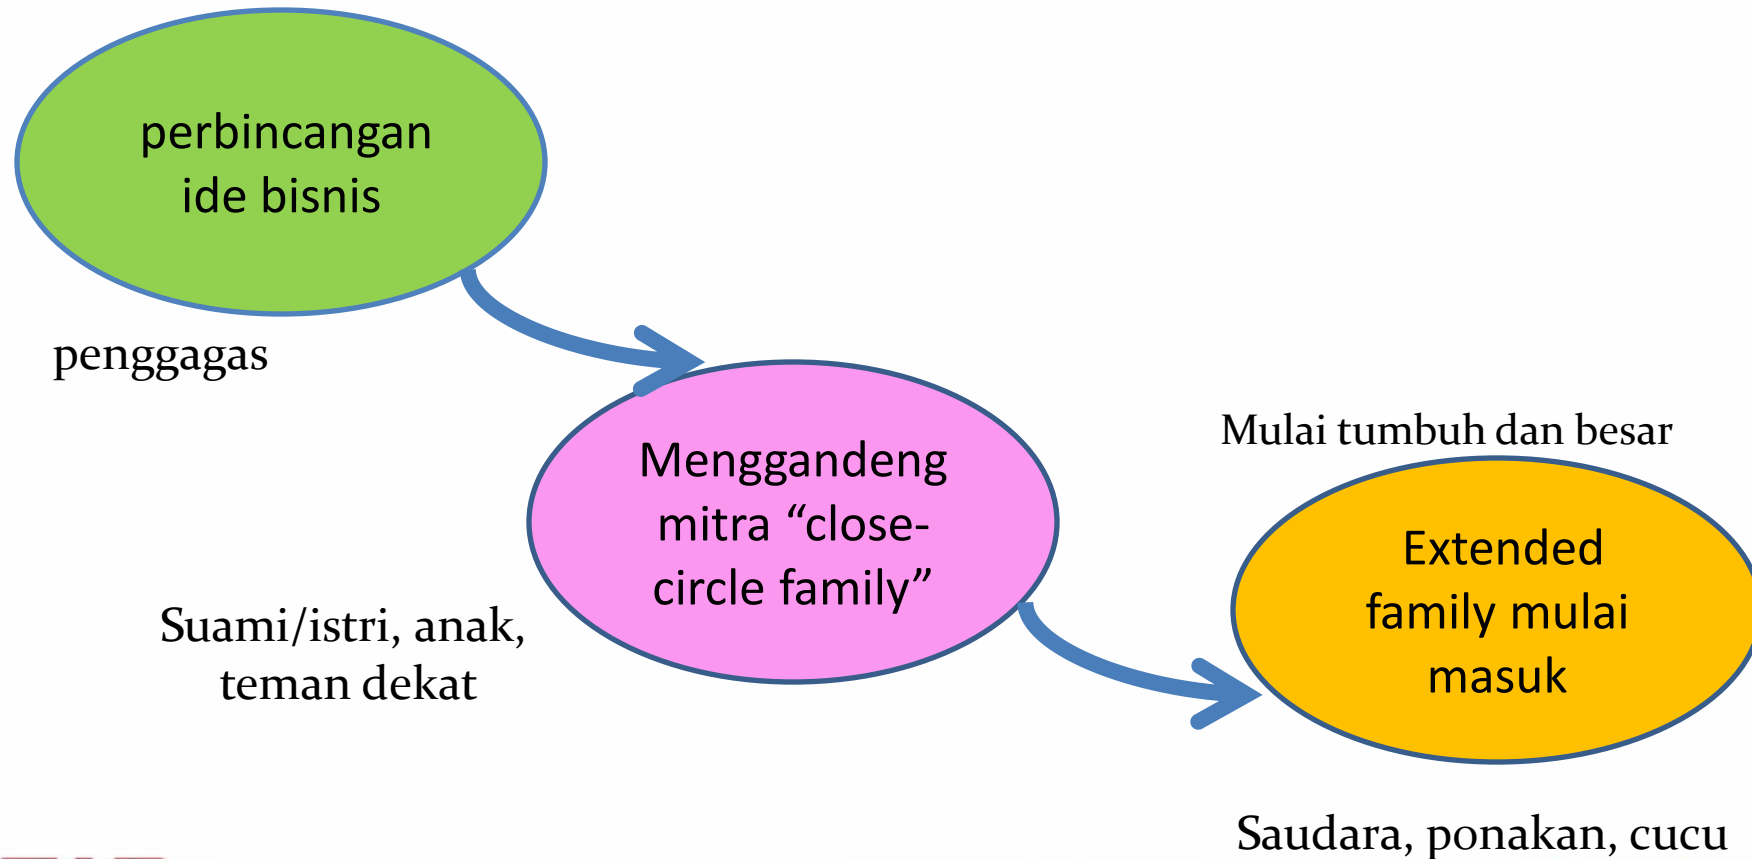 perbincangan
ide bisnis
penggagas
Menggandeng
mitra “close-
circle family”
Suami/istri, anak,
teman dekat
Mulai tumbuh dan besar
Extended
family mulai
masuk
Saudara, ponakan, cucu